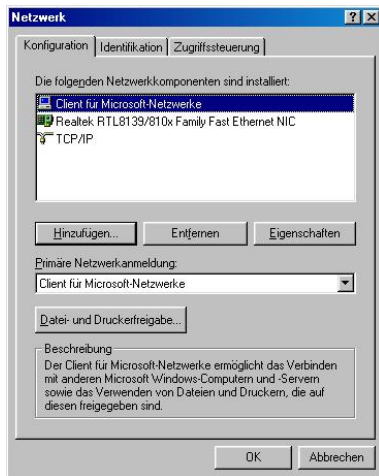 Netzwerk
Konfiguration Identifikation Zugriffssteuerung
Die folgenden Netzwerkkomponenten sind installiert:
Client für Microsoft-Netzwerke
Realtek RTL8139/810x Family Fast Ethernet NIC
TCP/IP
Hinzufügen... Entfernen Eigenschaften
Primäre Netzwerkanmeldung:
Client für Microsoft-Netzwerke
Datei- und Druckerfreigabe...
Beschreibung
Der Client für Microsoft-Netzwerke ermöglicht das Verbinden
mit anderen Microsoft Windows-Computern und -Servern
sowie das Verwenden von Dateien und Druckern, die auf
diesen freigegeben sind.
OK Abbrechen